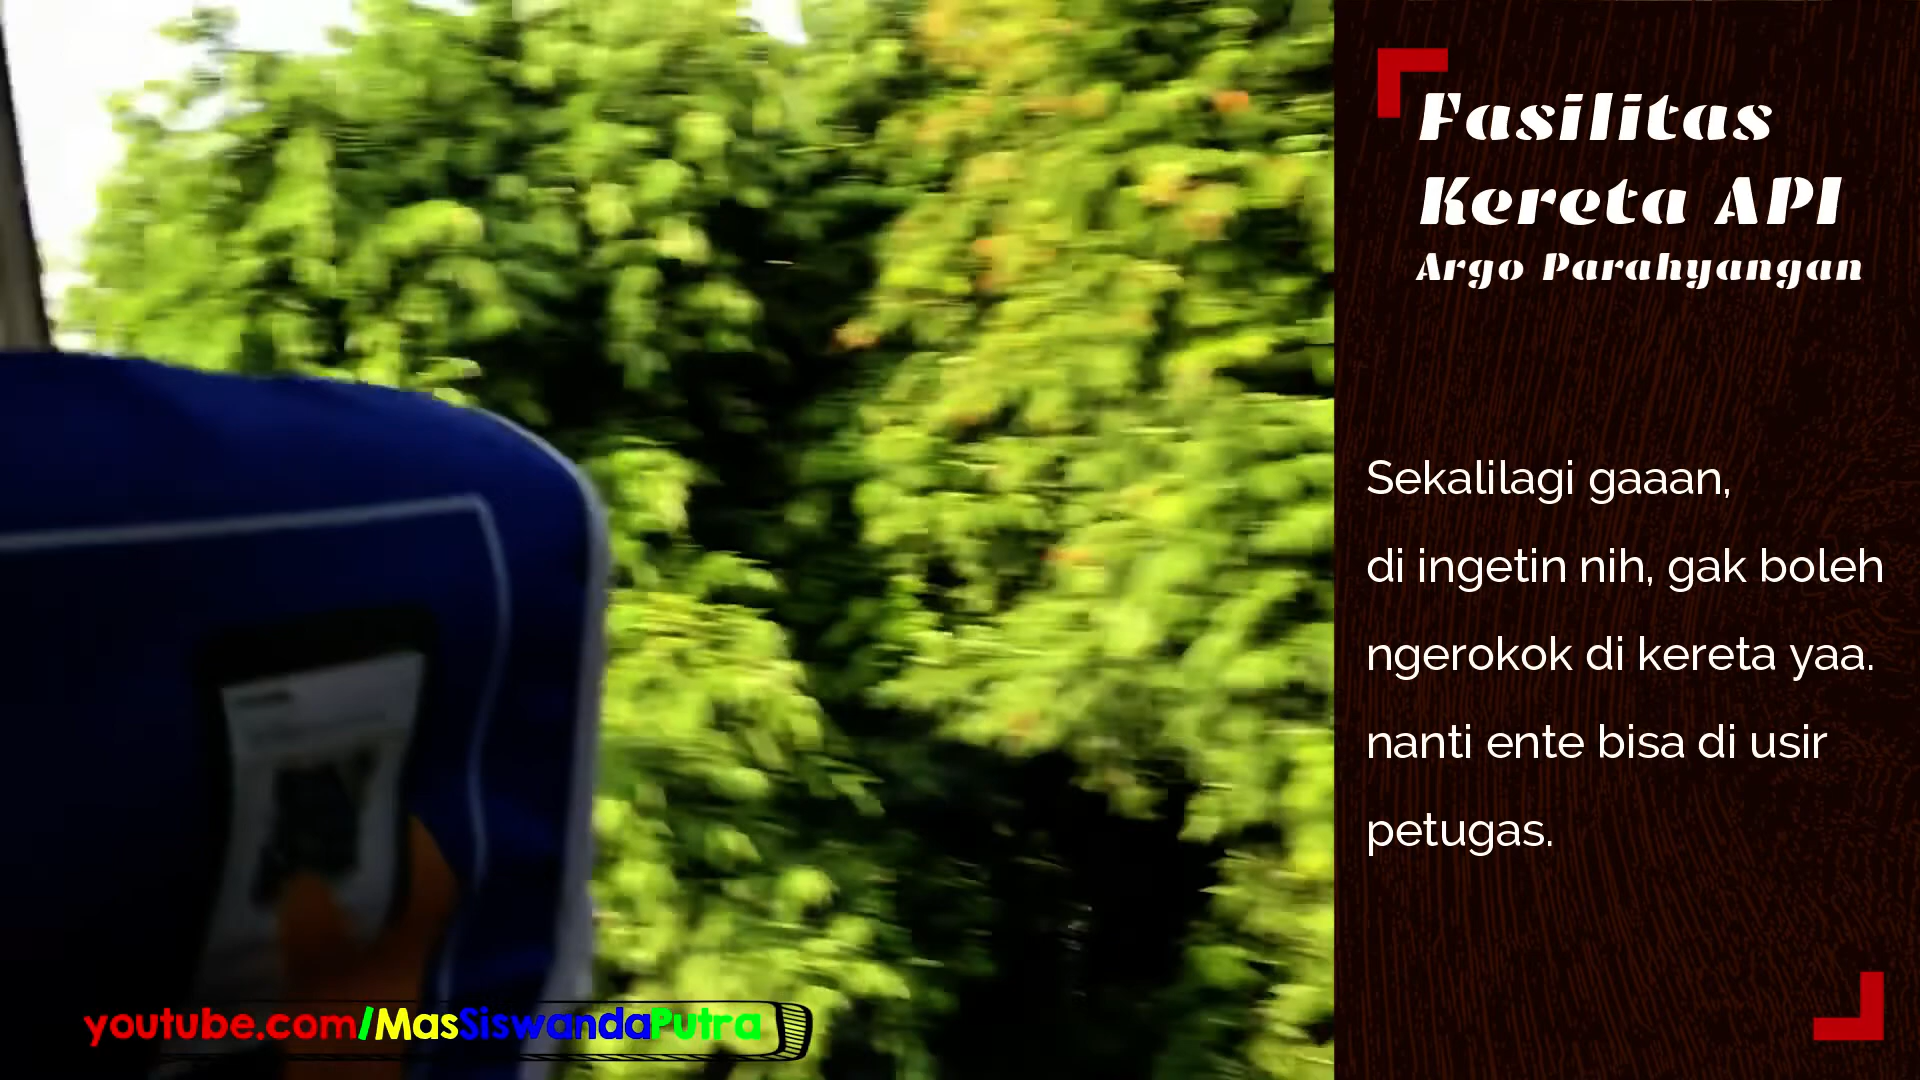 Fasilitas
Kereta API
Argo Parahyangan
Sekalilagi gaaan,
di ingetin nih, gak boleh
ngerokok di kereta yaa.
nanti ente bisa di usir
petugas.
youtube.com/MasSiswandaPutra